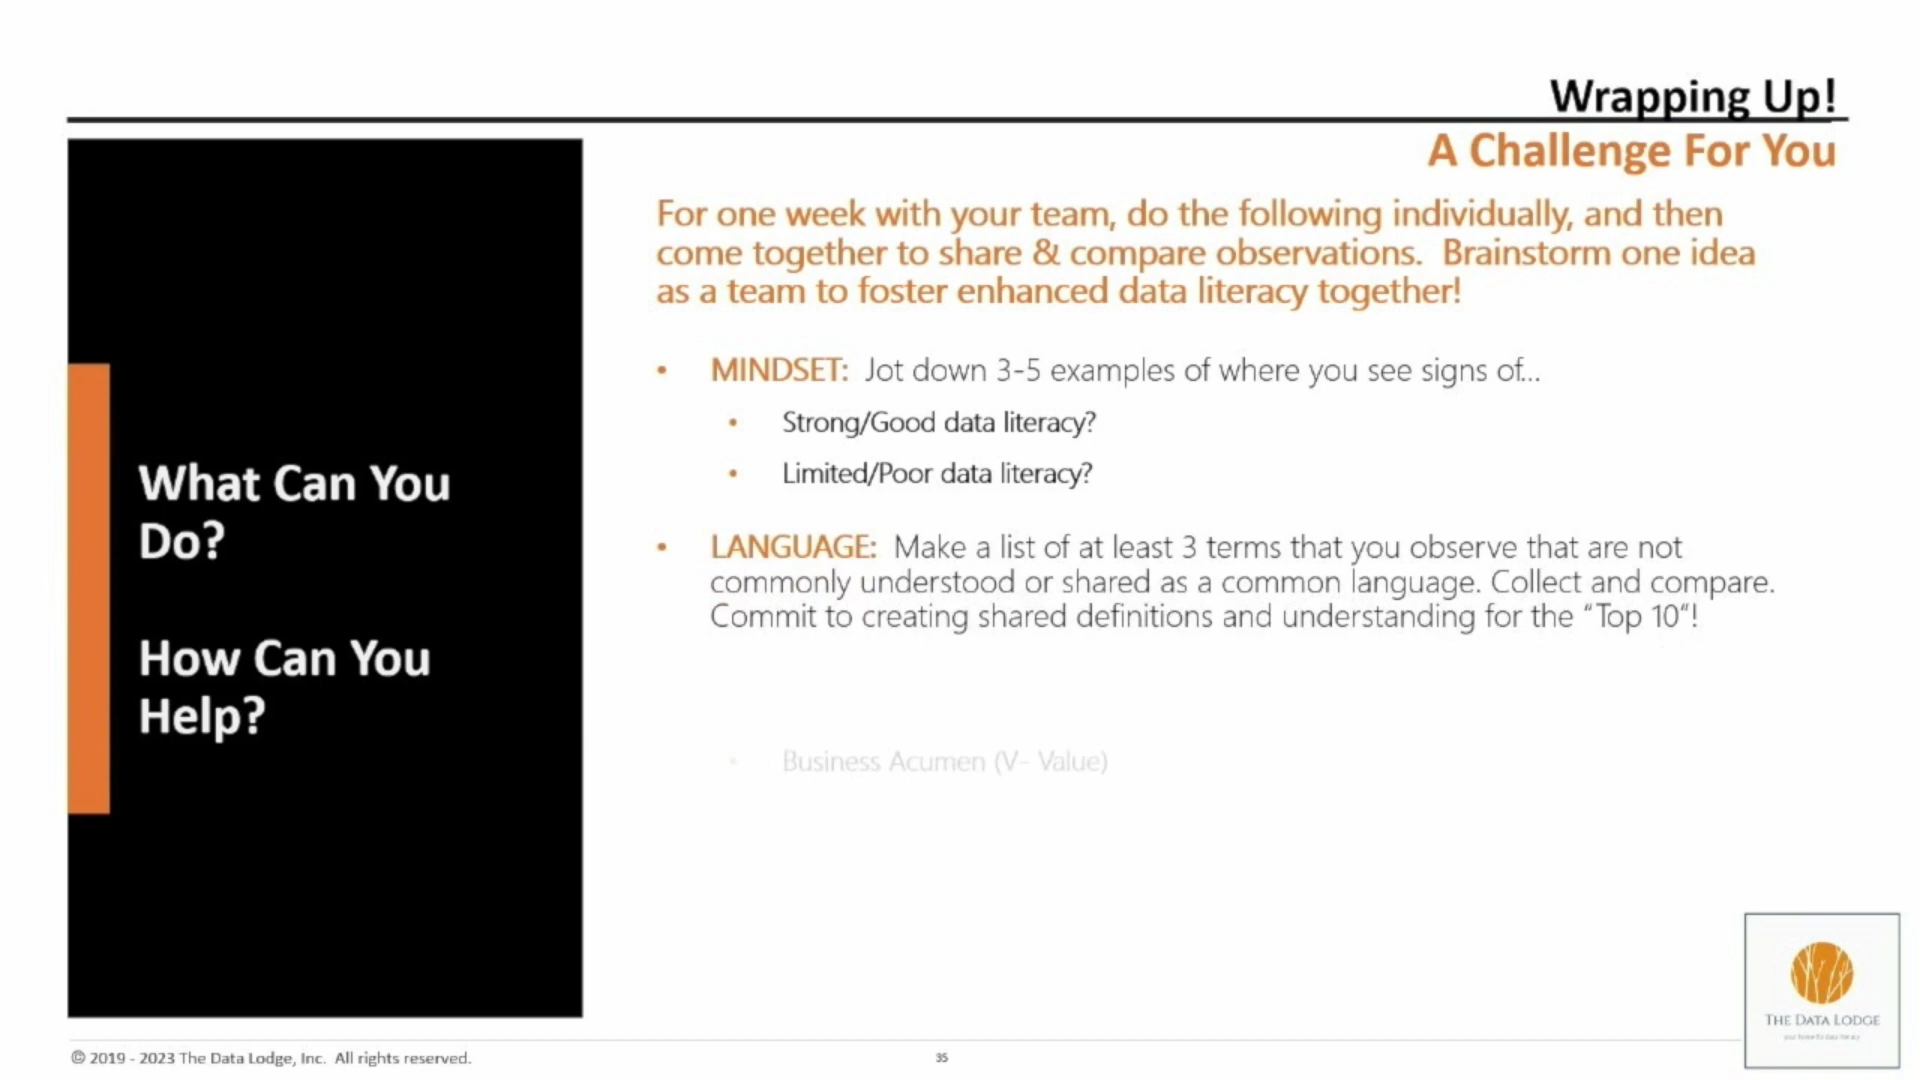 Wrapping Up!
A Challenge For You
What Can You
Do?
How Can You
Help?
For one week with your team, do the following individually, and then
come together to share & compare observations. Brainstorm one idea
as a team to foster enhanced data literacy together!
• MINDSET: Jot down 3-5 examples of where you see signs of...
• Strong/Good data literacy?
• Limited/Poor data literacy?
• LANGUAGE: Make a list of at least 3 terms that you observe that are not
commonly understood or shared as a common language. Collect and compare.
Commit to creating shared definitions and understanding for the “Top 10“!
• Business Acumen (V- Value)
THE DATA LODGE
© 2019 - 2023 The Data Lodge, Inc. All rights reserved.
35